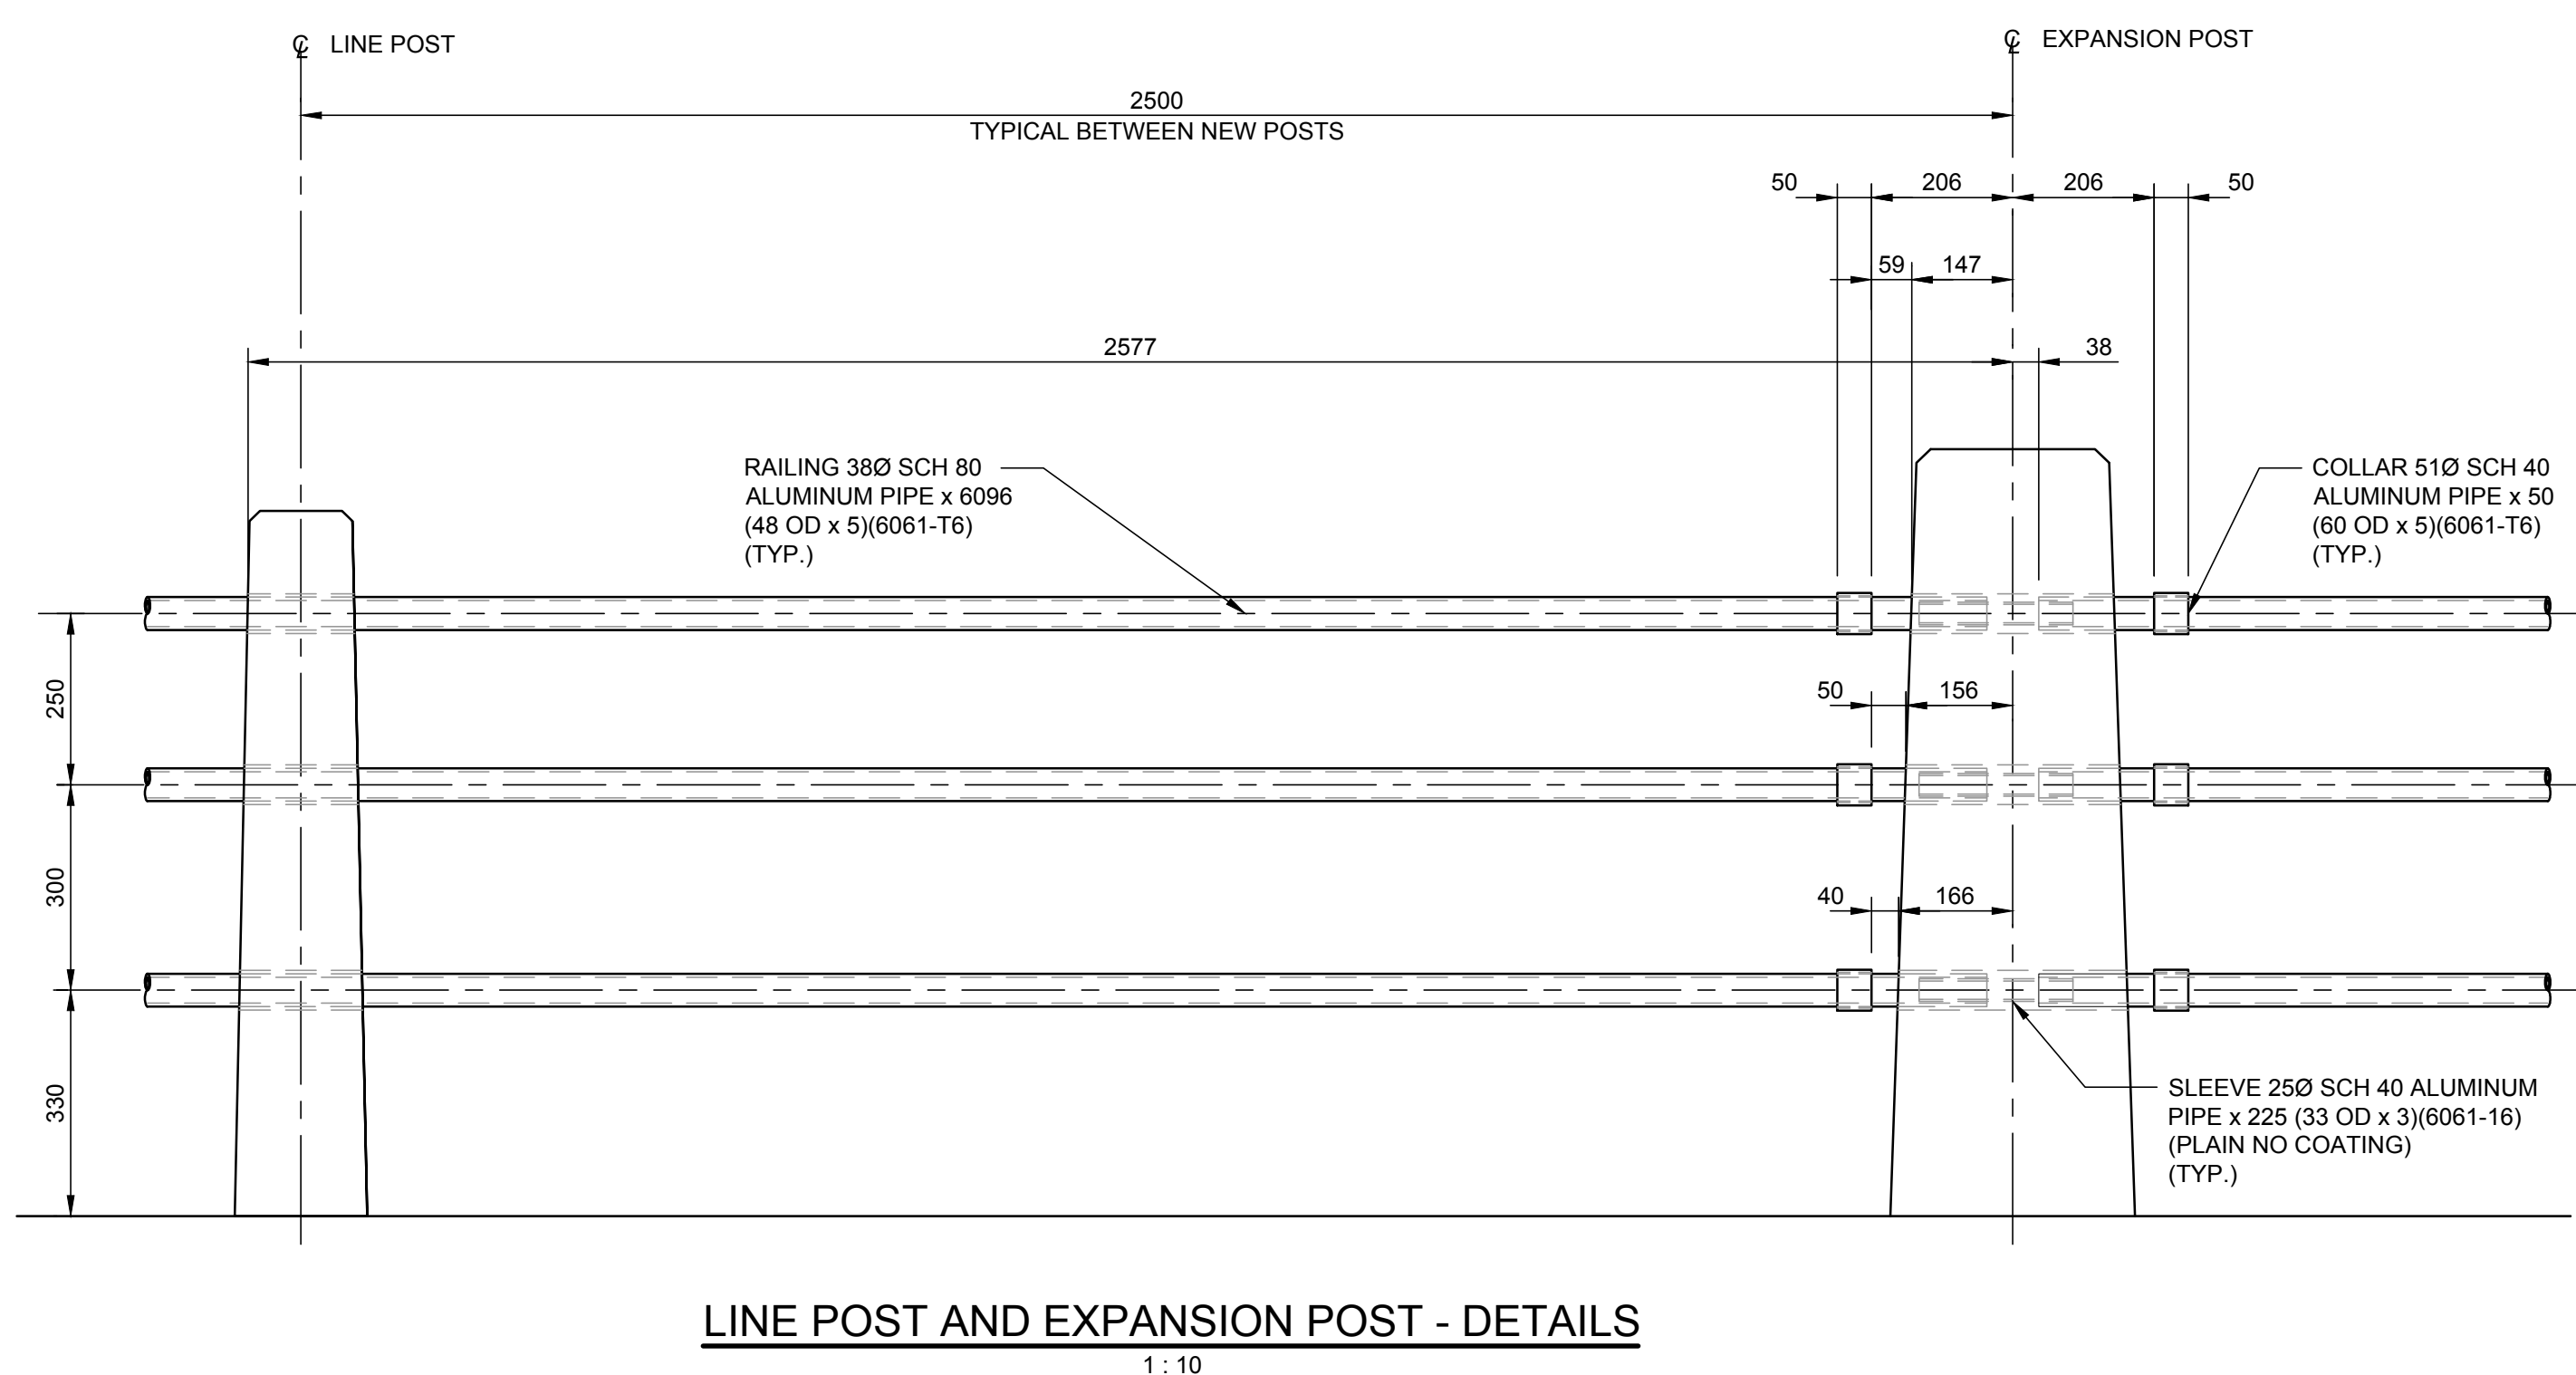 ℄ LINE POST
℄ EXPANSION POST
2500
TYPICAL BETWEEN NEW POSTS
50
206
206
50
59
147
2577
38
RAILING 38Ø SCH 80
ALUMINUM PIPE x 6096
(48 OD x 5)(6061-T6)
(TYP.)
COLLAR 51Ø SCH 40
ALUMINUM PIPE x 50
(60 OD x 5)(6061-T6)
(TYP.)
250
50
156
300
40
166
330
SLEEVE 25Ø SCH 40 ALUMINUM
PIPE x 225 (33 OD x 3)(6061-16)
(PLAIN NO COATING)
(TYP.)
LINE POST AND EXPANSION POST - DETAILS
1 : 10